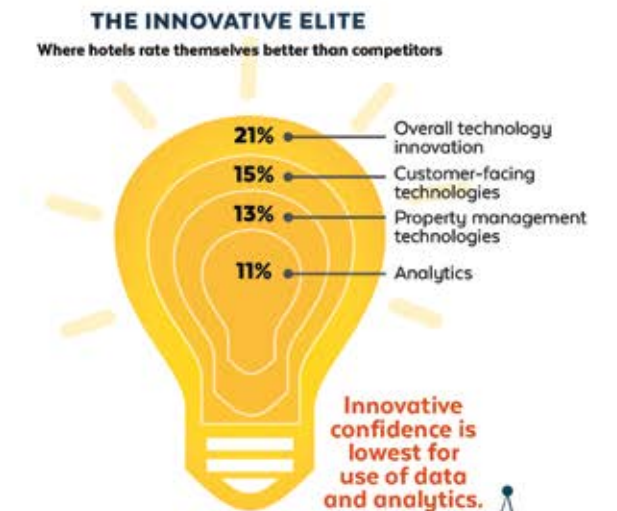 THE INNOVATIVE ELITE
Where hotels rate themselves better than competitors
21%
Overall technology
innovation
15%
Customer-facing
technologies
13%
Property management
technologies
11%
Analytics
Innovative
confidence is
lowest for
use of data
and analytics.